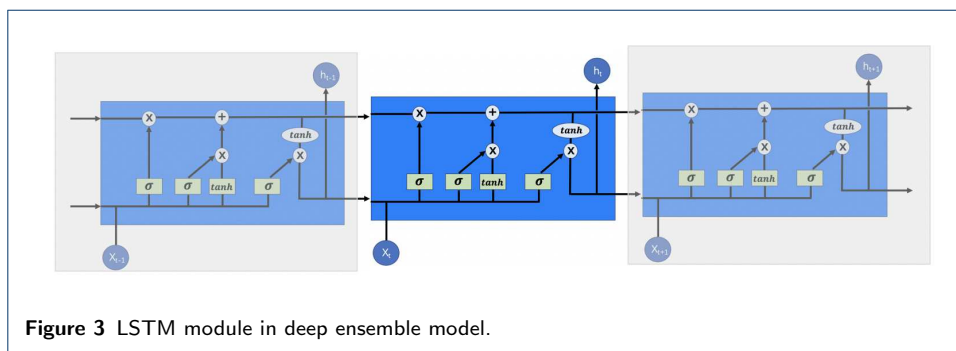 h_{t-1}
h_t
h_{t+1}
X + X + X +
tanh tanh tanh
X X X X X X
σ σ tanh σ σ σ tanh σ σ σ tanh σ
X_{t-1}
X_t
X_{t+1}
Figure 3 LSTM module in deep ensemble model.